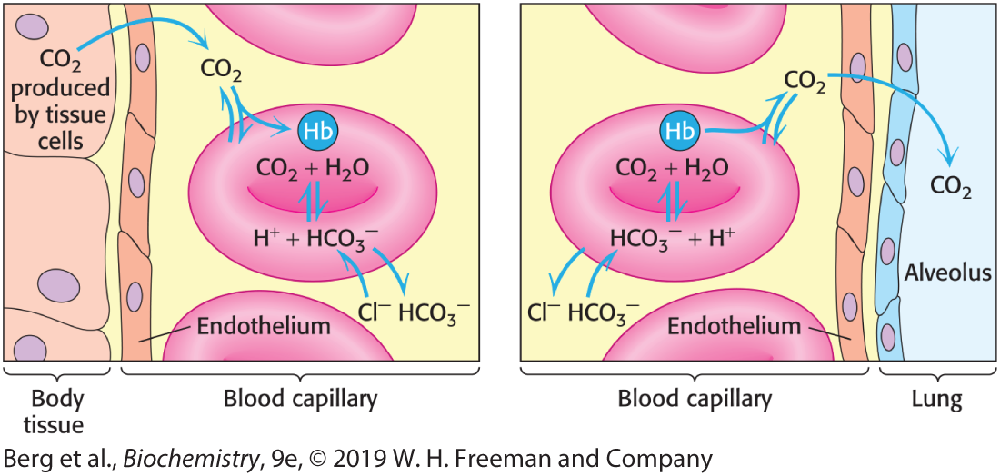 CO₂
produced
by tissue
cells
CO₂
Hb
CO₂ + H₂O
H⁺ + HCO₃⁻
Cl⁻ HCO₃⁻
Endothelium
Body
tissue
Blood capillary
CO₂
Hb
CO₂ + H₂O
HCO₃⁻ + H⁺
Cl⁻ HCO₃⁻
Endothelium
CO₂
Alveolus
Blood capillary
Lung
Berg et al., Biochemistry, 9e, © 2019 W. H. Freeman and Company